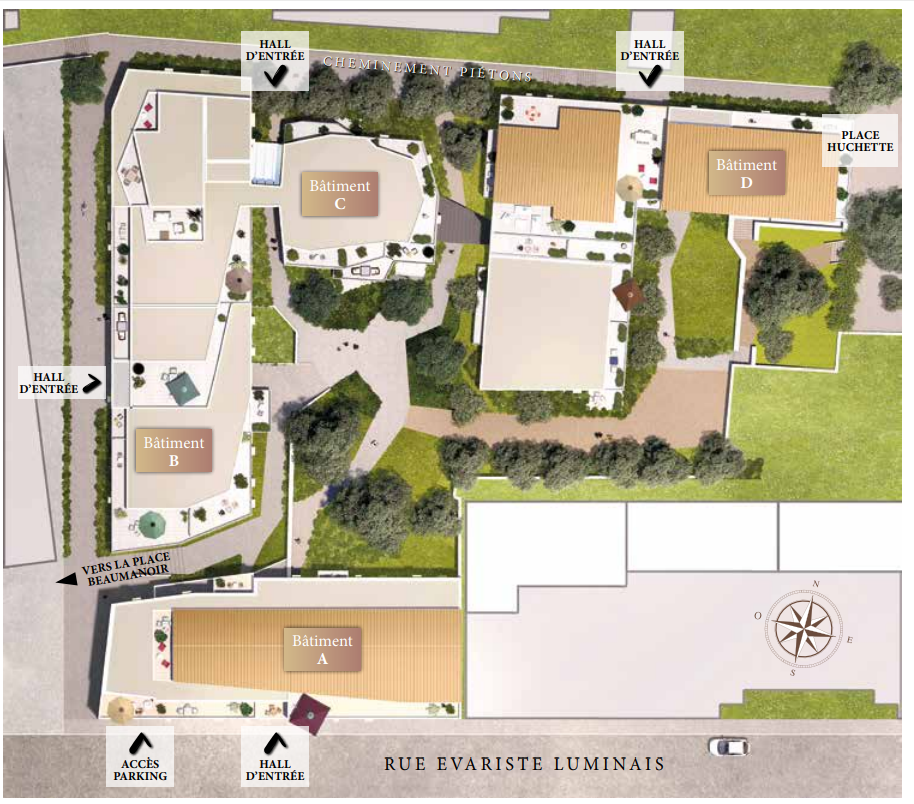 HALL
D'ENTRÉE
HALL
D'ENTRÉE
CHEMINEMENT PIÉTONS
PLACE
HUCHETTE
Bâtiment
C
Bâtiment
D
HALL
D'ENTRÉE
Bâtiment
B
VERS LA PLACE
BEAUMANOIR
N
O
E
S
Bâtiment
A
ACCÈS
PARKING
HALL
D'ENTRÉE
RUE EVARISTE LUMINAIS